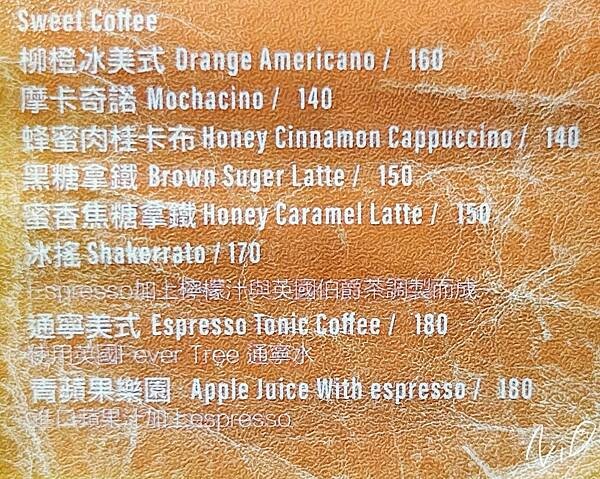 Sweet Coffee
柳橙冰美式 Orange Americano / 160
摩卡奇諾 Mochacino / 140
蜂蜜肉桂卡布 Honey Cinnamon Cappuccino / 140
黑糖拿鐵 Brown Suger Latte / 150
蜜香焦糖拿鐵 Honey Caramel Latte / 150
冰搖 Shakerrato / 170
Espresso加上檸檬汁與英國伯爵茶調製而成
通寧美式 Espresso Tonic Coffee / 180
使用英國Fever Tree 通寧水
青蘋果樂園 Apple Juice With espresso / 180
進口蘋果汁加上espresso